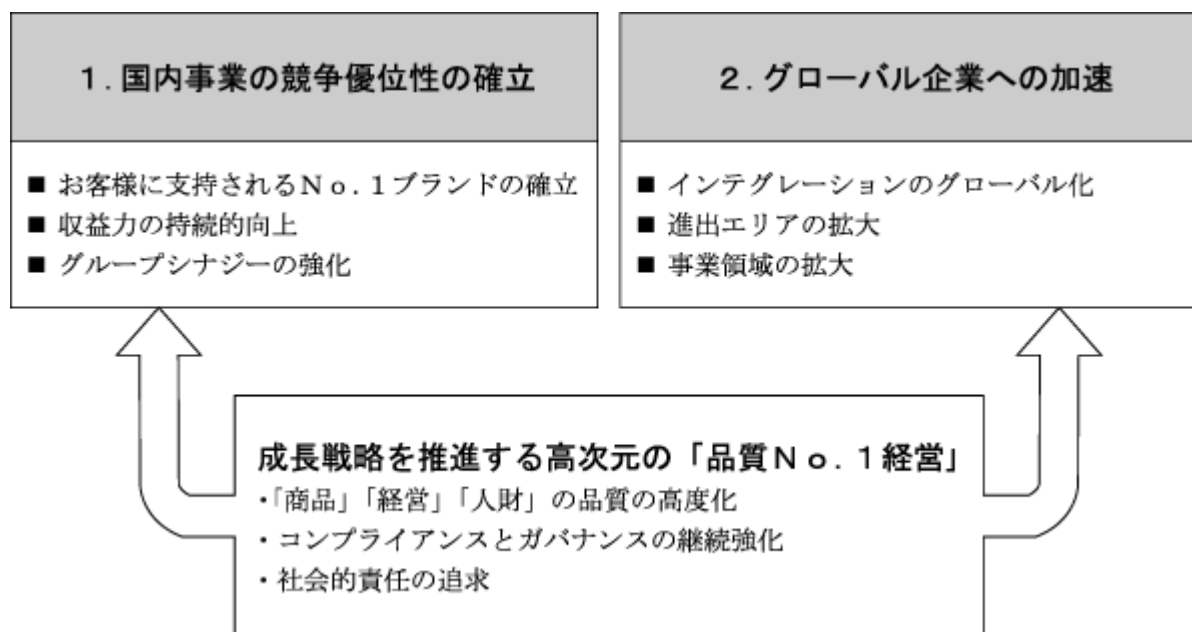 １．国内事業の競争優位性の確立
■ お客様に支持されるＮｏ．１ブランドの確立
■ 収益力の持続的向上
■ グループシナジーの強化
２．グローバル企業への加速
■ インテグレーションのグローバル化
■ 進出エリアの拡大
■ 事業領域の拡大
成長戦略を推進する高次元の「品質Ｎｏ．１経営」
・「商品」「経営」「人財」の品質の高度化
・コンプライアンスとガバナンスの継続強化
・社会的責任の追求